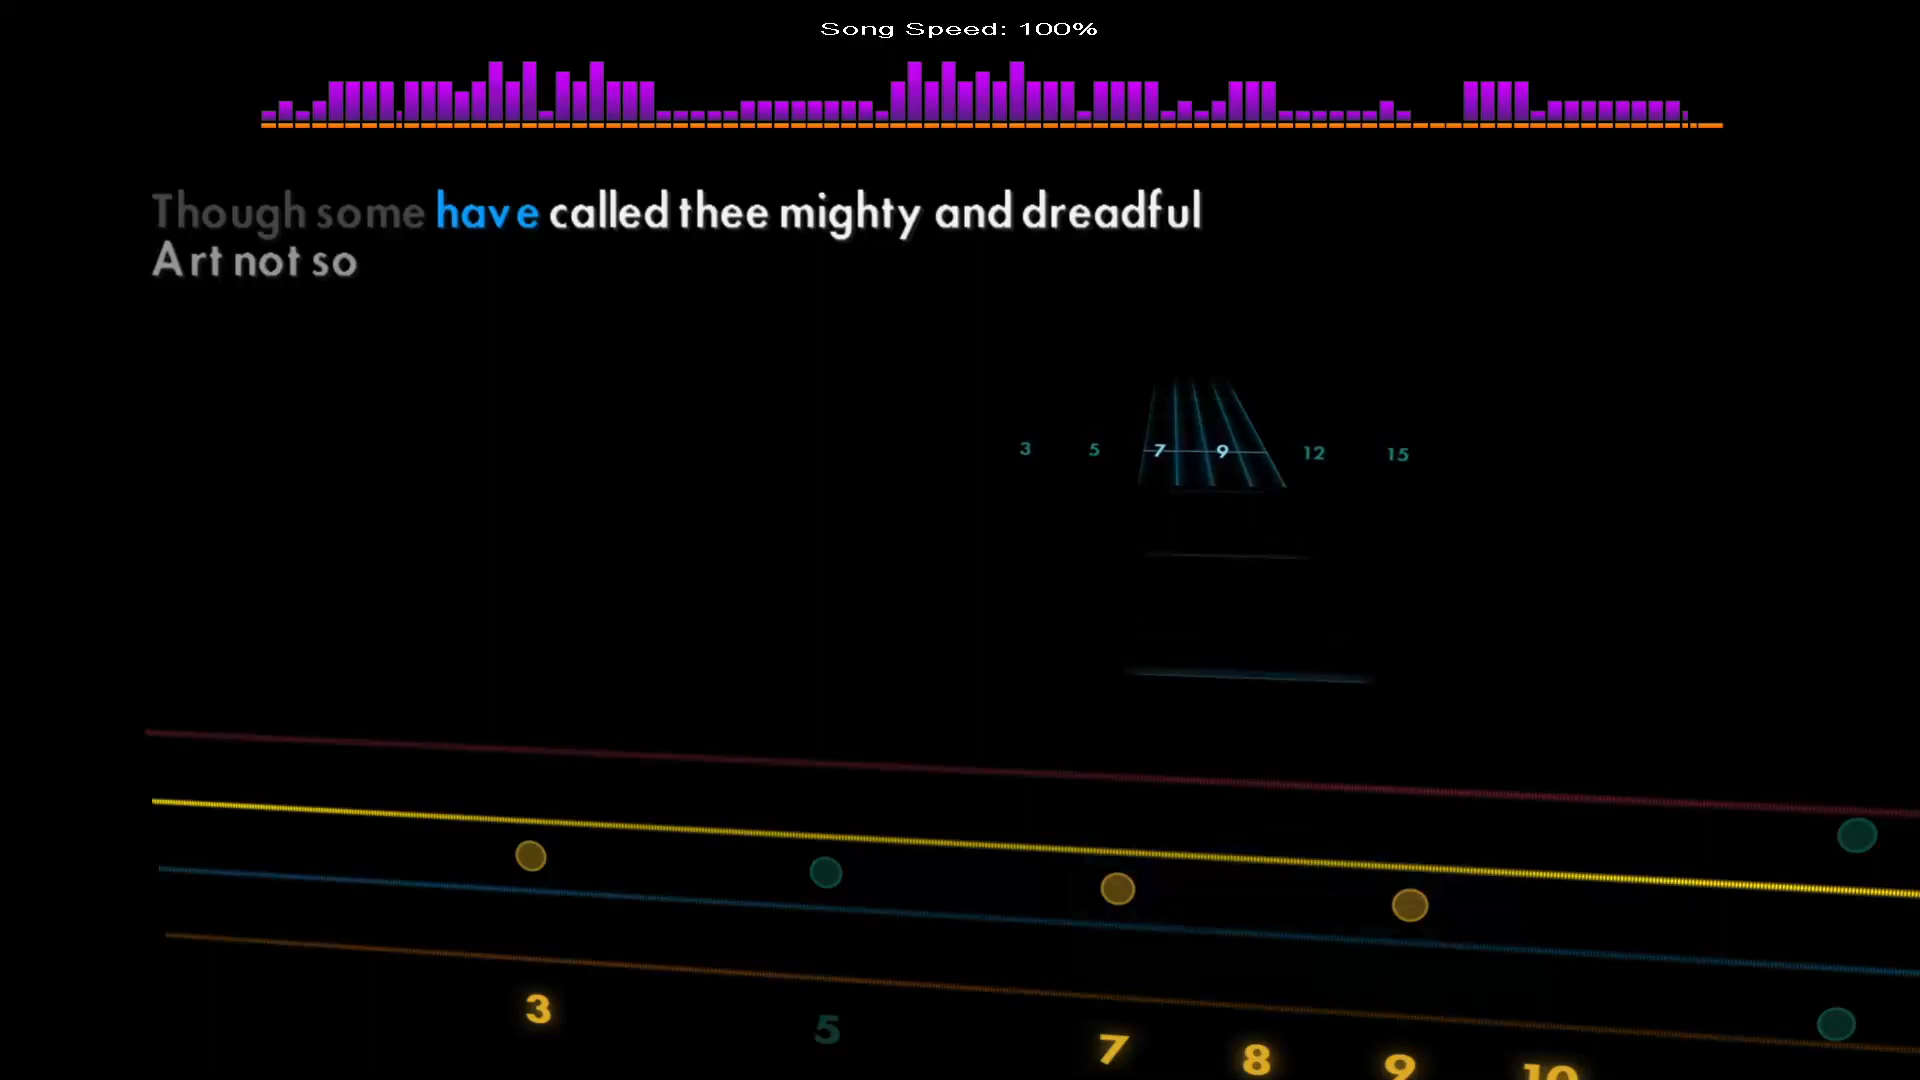 Song Speed: 100%
Though some have called thee mighty and dreadful
Art not so
3 5 7 9 12 15
3 5 7 8 9 10